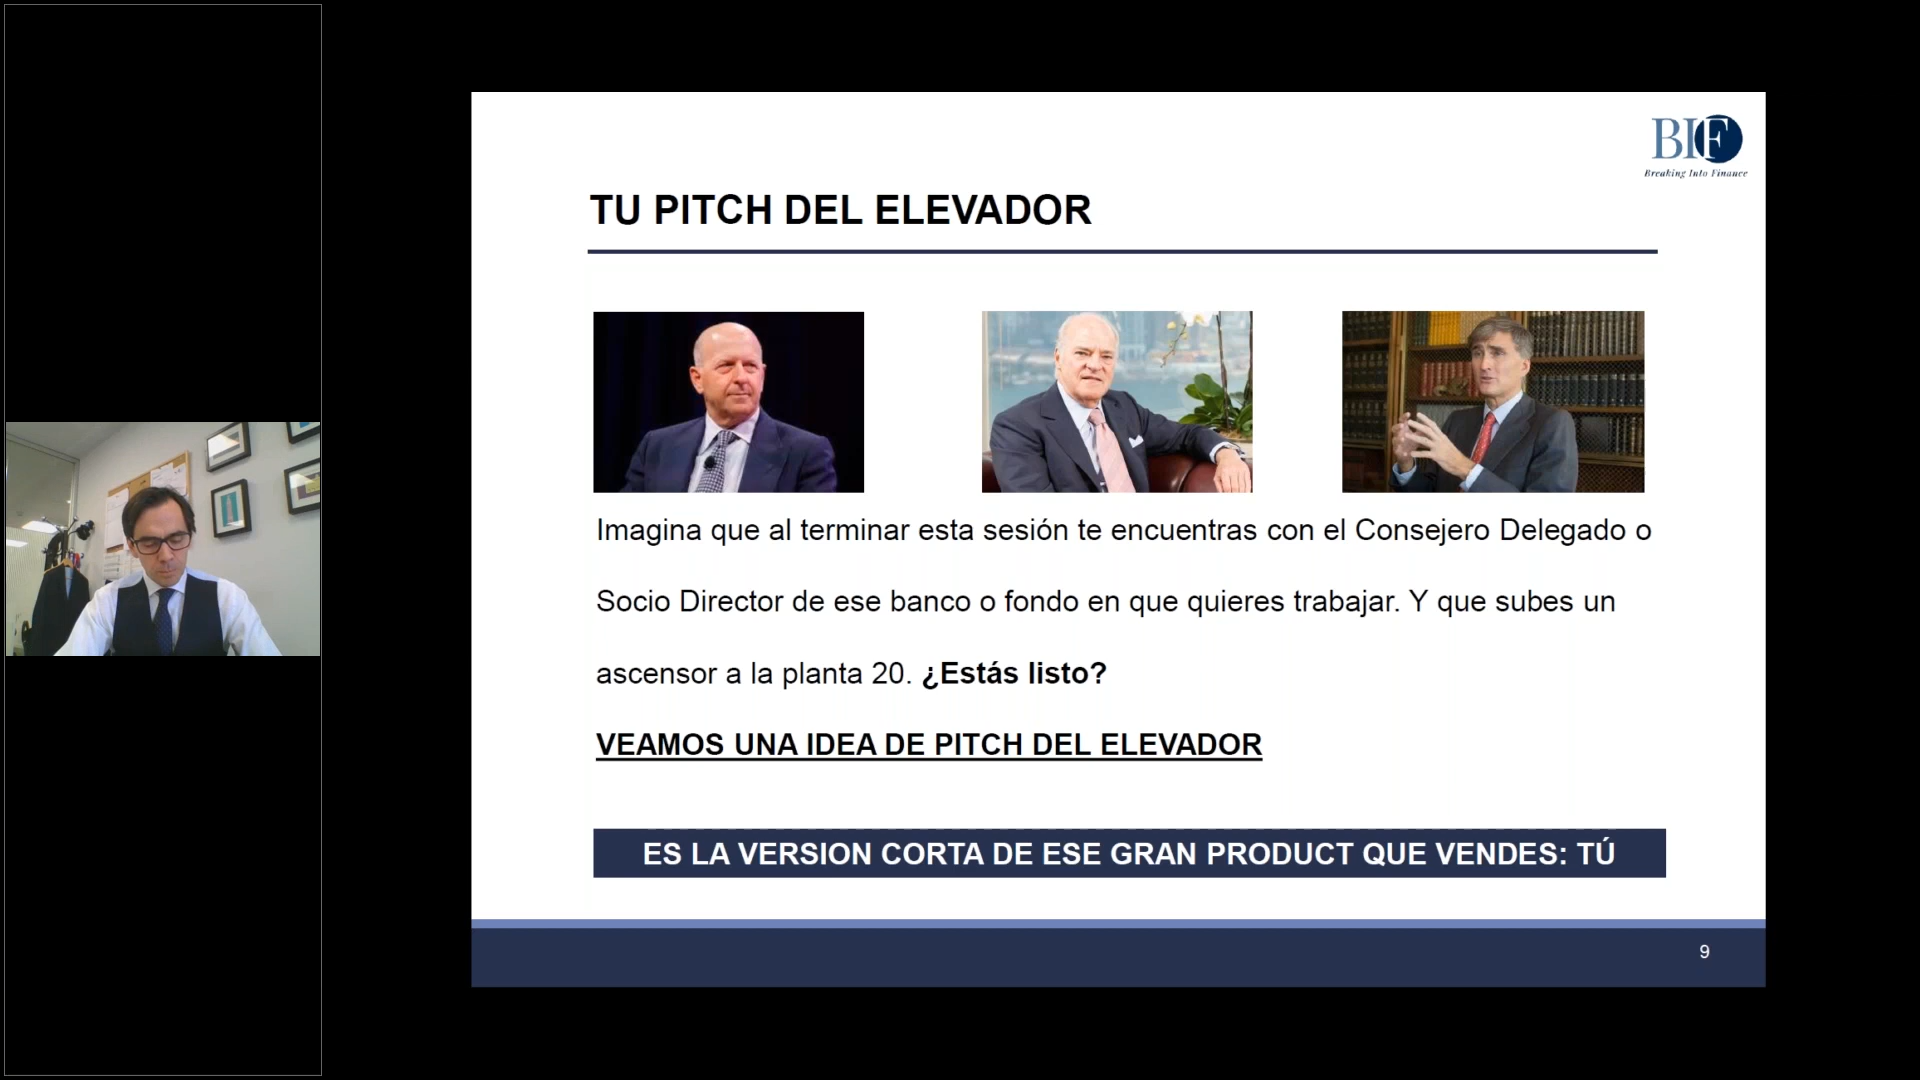 BIF
Breaking Into Finance
TU PITCH DEL ELEVADOR
Imagina que al terminar esta sesión te encuentras con el Consejero Delegado o
Socio Director de ese banco o fondo en que quieres trabajar. Y que subes un
ascensor a la planta 20. ¿Estás listo?
VEAMOS UNA IDEA DE PITCH DEL ELEVADOR
ES LA VERSION CORTA DE ESE GRAN PRODUCT QUE VENDES: TÚ
9